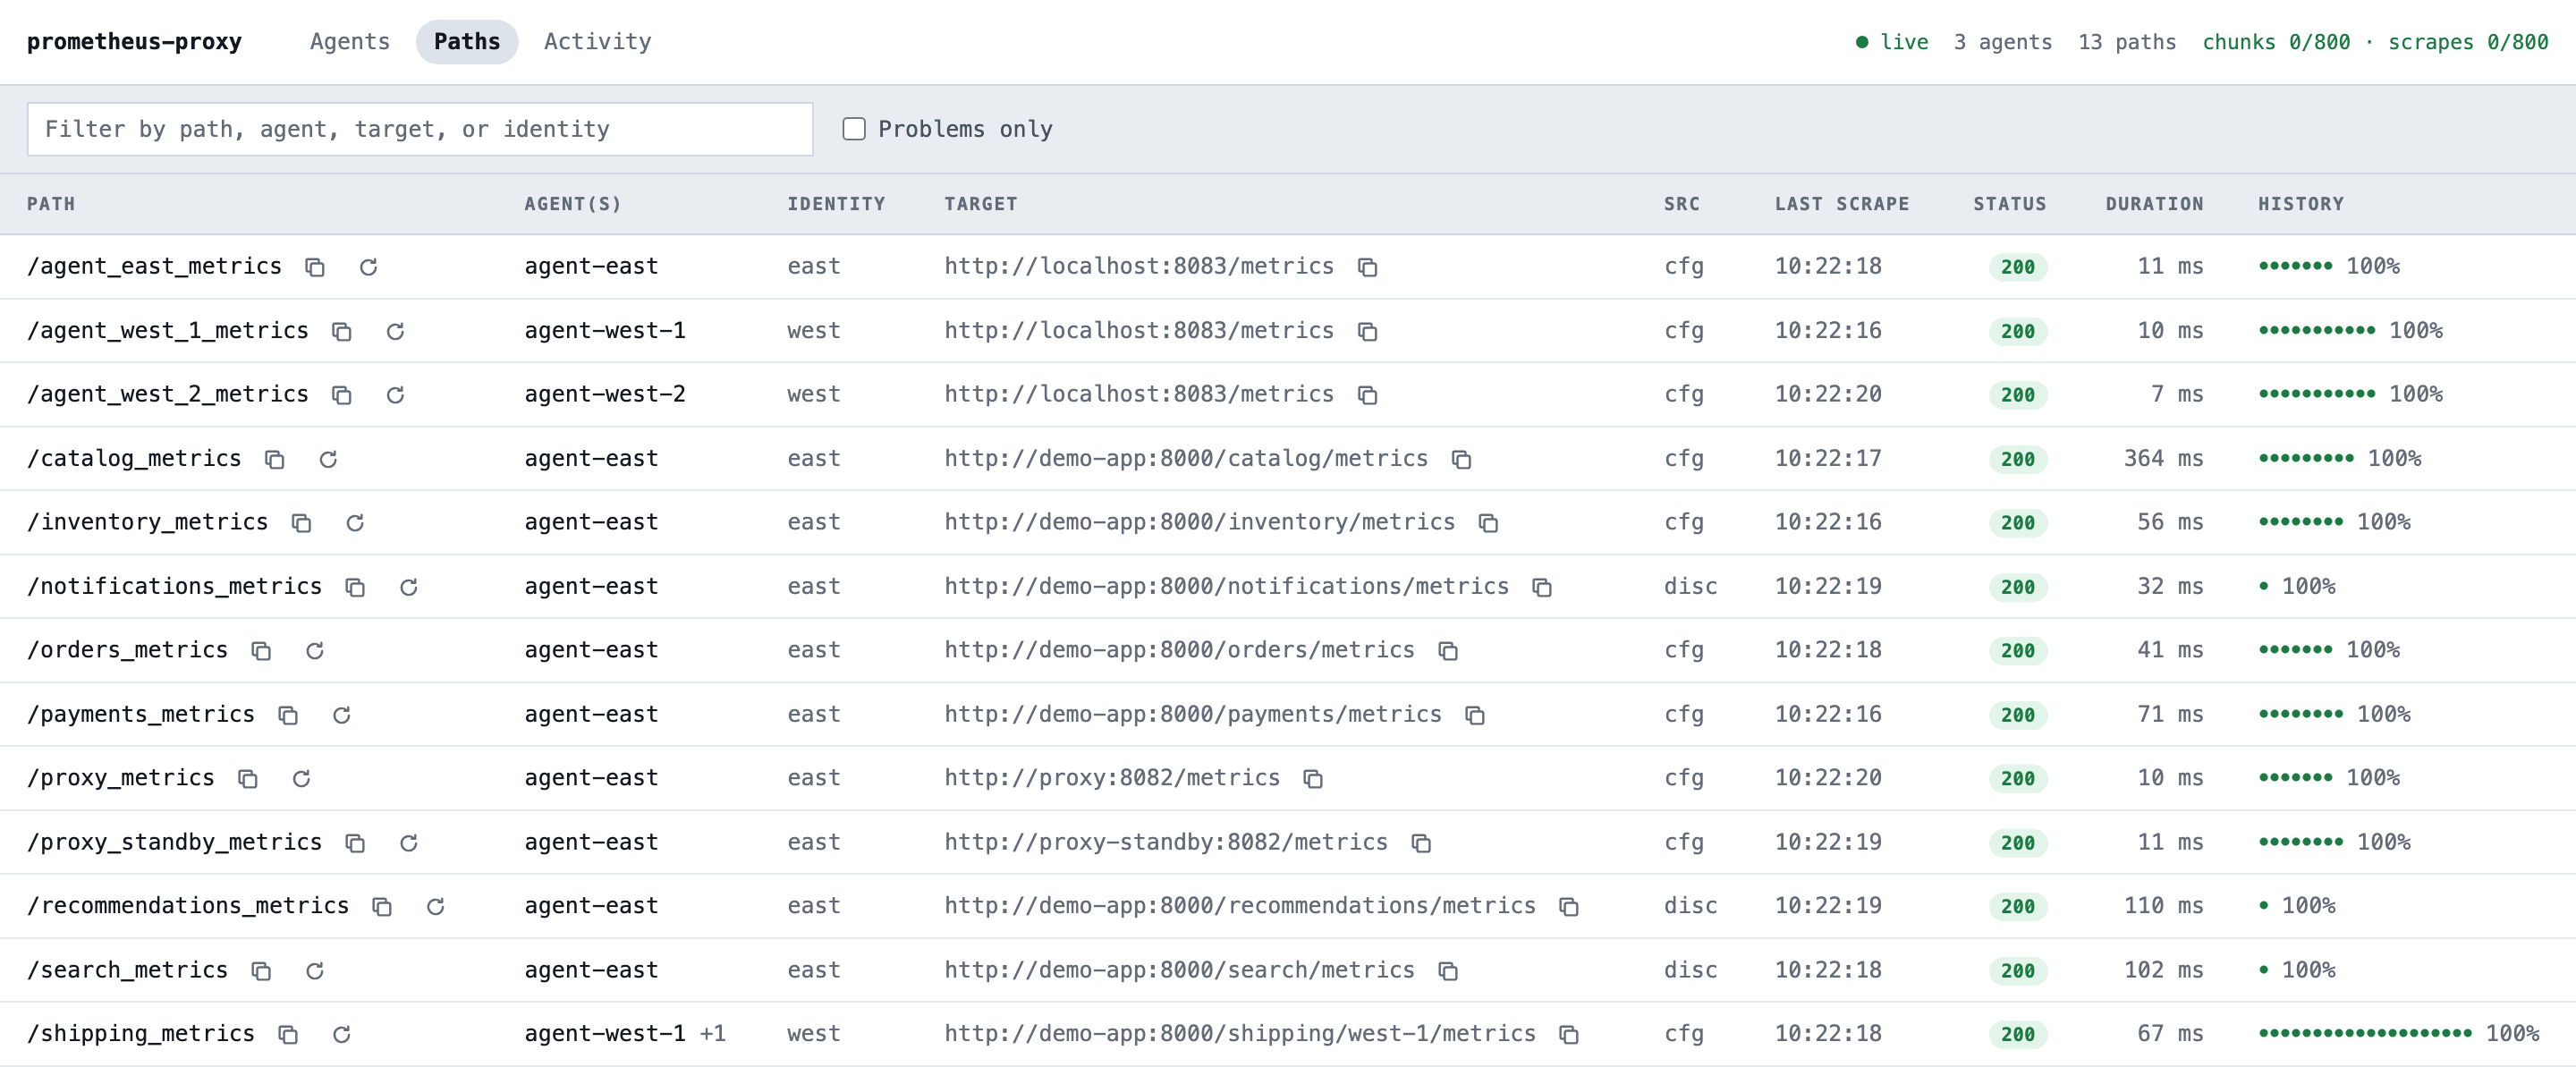 prometheus-proxy Agents Paths Activity live 3 agents 13 paths chunks 0/800 · scrapes 0/800
Filter by path, agent, target, or identity Problems only
PATH AGENT(S) IDENTITY TARGET SRC LAST SCRAPE STATUS DURATION HISTORY
/agent_east_metrics agent-east east http://localhost:8083/metrics cfg 10:22:18 200 11 ms 100%
/agent_west_1_metrics agent-west-1 west http://localhost:8083/metrics cfg 10:22:16 200 10 ms 100%
/agent_west_2_metrics agent-west-2 west http://localhost:8083/metrics cfg 10:22:20 200 7 ms 100%
/catalog_metrics agent-east east http://demo-app:8000/catalog/metrics cfg 10:22:17 200 364 ms 100%
/inventory_metrics agent-east east http://demo-app:8000/inventory/metrics cfg 10:22:16 200 56 ms 100%
/notifications_metrics agent-east east http://demo-app:8000/notifications/metrics disc 10:22:19 200 32 ms 100%
/orders_metrics agent-east east http://demo-app:8000/orders/metrics cfg 10:22:18 200 41 ms 100%
/payments_metrics agent-east east http://demo-app:8000/payments/metrics cfg 10:22:16 200 71 ms 100%
/proxy_metrics agent-east east http://proxy:8082/metrics cfg 10:22:20 200 10 ms 100%
/proxy_standby_metrics agent-east east http://proxy-standby:8082/metrics cfg 10:22:19 200 11 ms 100%
/recommendations_metrics agent-east east http://demo-app:8000/recommendations/metrics disc 10:22:19 200 110 ms 100%
/search_metrics agent-east east http://demo-app:8000/search/metrics disc 10:22:18 200 102 ms 100%
/shipping_metrics agent-west-1 +1 west http://demo-app:8000/shipping/west-1/metrics cfg 10:22:18 200 67 ms 100%